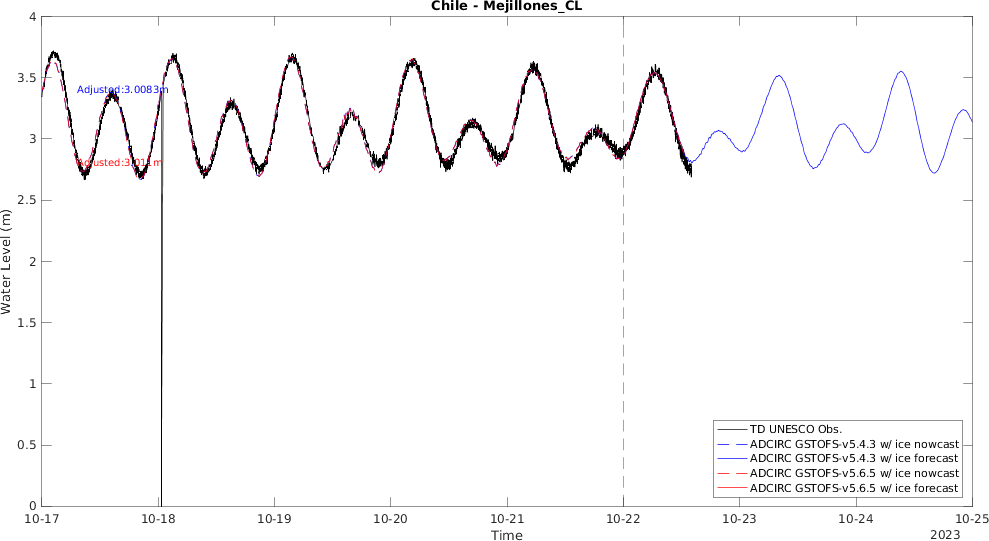 Chile - Mejillones_CL
4
3.5
3
2.5
2
1.5
1
0.5
0
Water Level (m)
Adjusted:3.0083m
Adjusted:3.011m
TD UNESCO Obs.
ADCIRC GSTOFS-v5.4.3 w/ ice nowcast
ADCIRC GSTOFS-v5.4.3 w/ ice forecast
ADCIRC GSTOFS-v5.6.5 w/ ice nowcast
ADCIRC GSTOFS-v5.6.5 w/ ice forecast
10-17 10-18 10-19 10-20 10-21 10-22 10-23 10-24 10-25
Time
2023